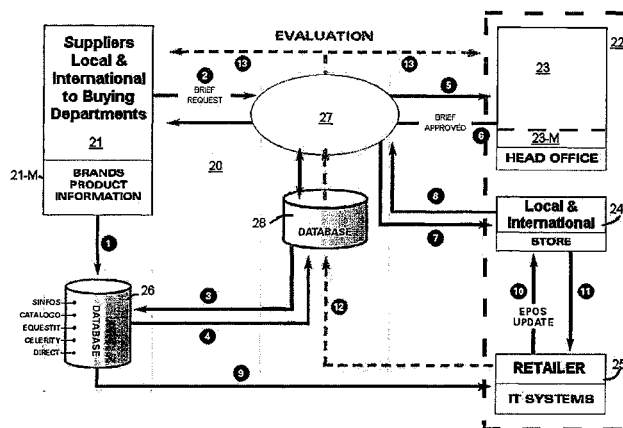 EVALUATION
Suppliers
Local &
International
to Buying
Departments
21
21-M
BRANDS
PRODUCT
INFORMATION
2
BRIEF
REQUEST
13
13
27
20
5
BRIEF
APPROVED
6
22
23
23-M
HEAD OFFICE
1
28
DATABASE
8
7
Local &
International
STORE
24
26
DATABASE
SINFOS
CATALOGO
EQUESTIT
CELERITY
DIRECT
3
4
12
10
11
EPOS
UPDATE
9
RETAILER
IT SYSTEMS
25